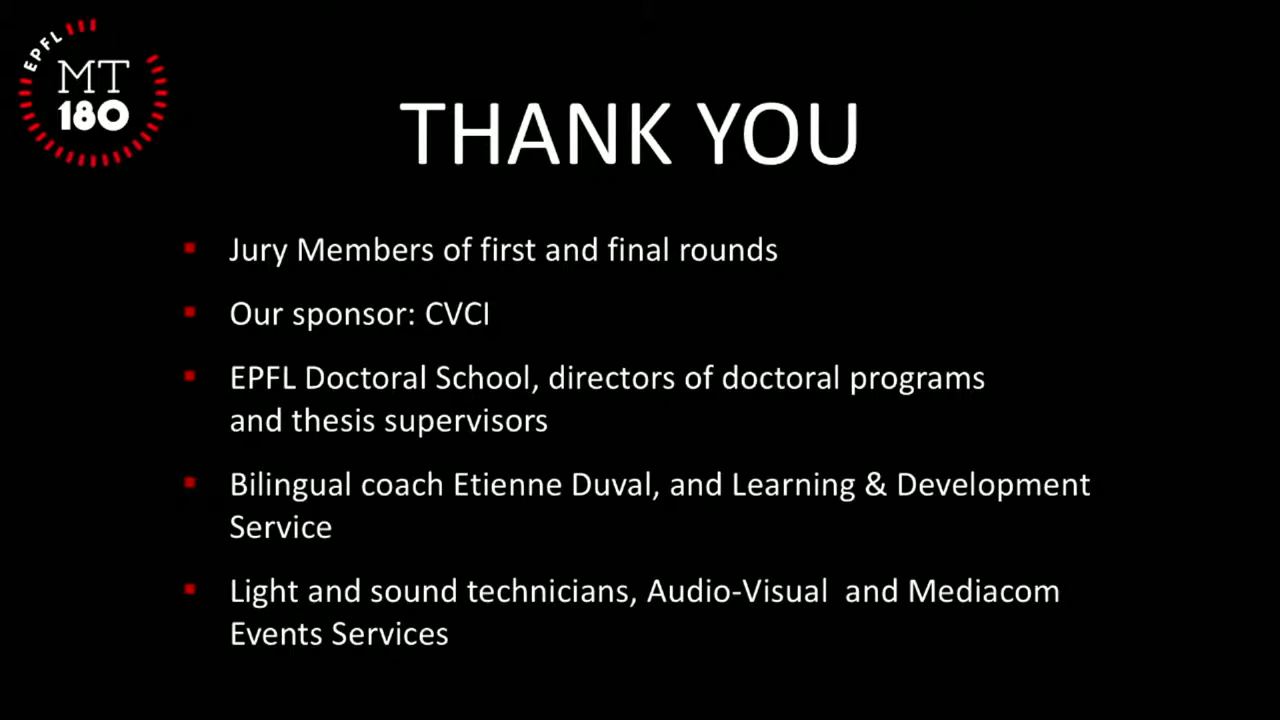 EPFL
MT
180
THANK YOU
▪ Jury Members of first and final rounds
▪ Our sponsor: CVCI
▪ EPFL Doctoral School, directors of doctoral programs
and thesis supervisors
▪ Bilingual coach Etienne Duval, and Learning & Development
Service
▪ Light and sound technicians, Audio-Visual  and Mediacom
Events Services